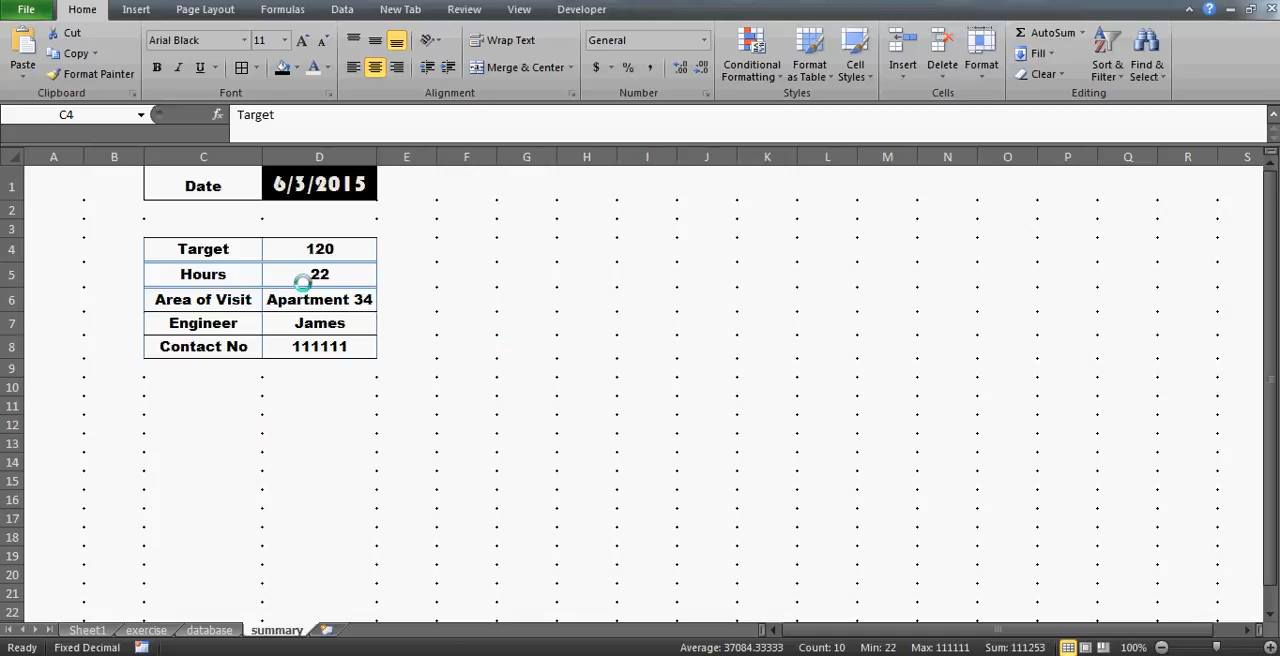 File Home Insert Page Layout Formulas Data New Tab Review View Developer
Cut
Copy
Format Painter
Paste
Clipboard
Arial Black 11 A A
B I U A
Font
Wrap Text
Merge & Center
Alignment
General
$ % , .00 .0
Number
Conditional Formatting
Format as Table
Cell Styles
Styles
Insert Delete Format
Cells
AutoSum
Fill
Clear
Sort & Filter
Find & Select
Editing
C4 fx Target
A B C D E F G H I J K L M N O P Q R S
1 Date 6/3/2015
2
3
4 Target 120
5 Hours 22
6 Area of Visit Apartment 34
7 Engineer James
8 Contact No 111111
9
10
11
12
13
14
15
16
17
18
19
20
21
22
Sheet1 exercise database summary
Ready Fixed Decimal Average: 37084.33333 Count: 10 Min: 22 Max: 111111 Sum: 111253 100%